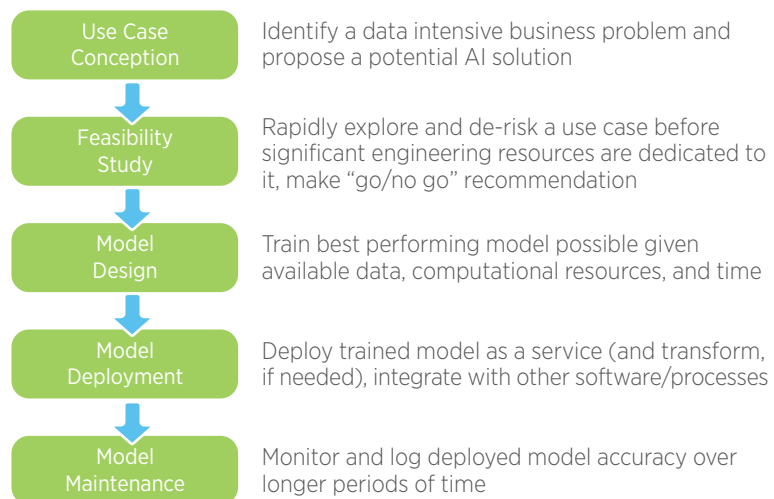 Use Case
Conception
Identify a data intensive business problem and
propose a potential AI solution
Feasibility
Study
Rapidly explore and de-risk a use case before
significant engineering resources are dedicated to
it, make “go/no go” recommendation
Model
Design
Train best performing model possible given
available data, computational resources, and time
Model
Deployment
Deploy trained model as a service (and transform,
if needed), integrate with other software/processes
Model
Maintenance
Monitor and log deployed model accuracy over
longer periods of time